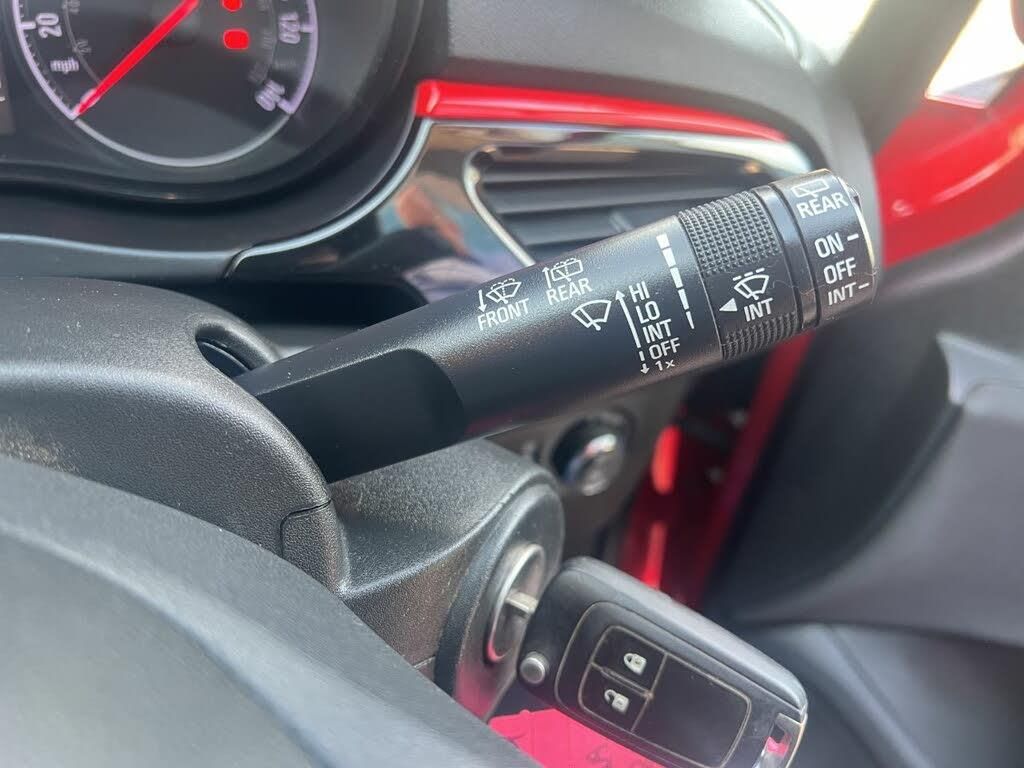 20
mph
120
140
FRONT
REAR
HI
LO
INT
OFF
1x
INT
REAR
ON
OFF
INT